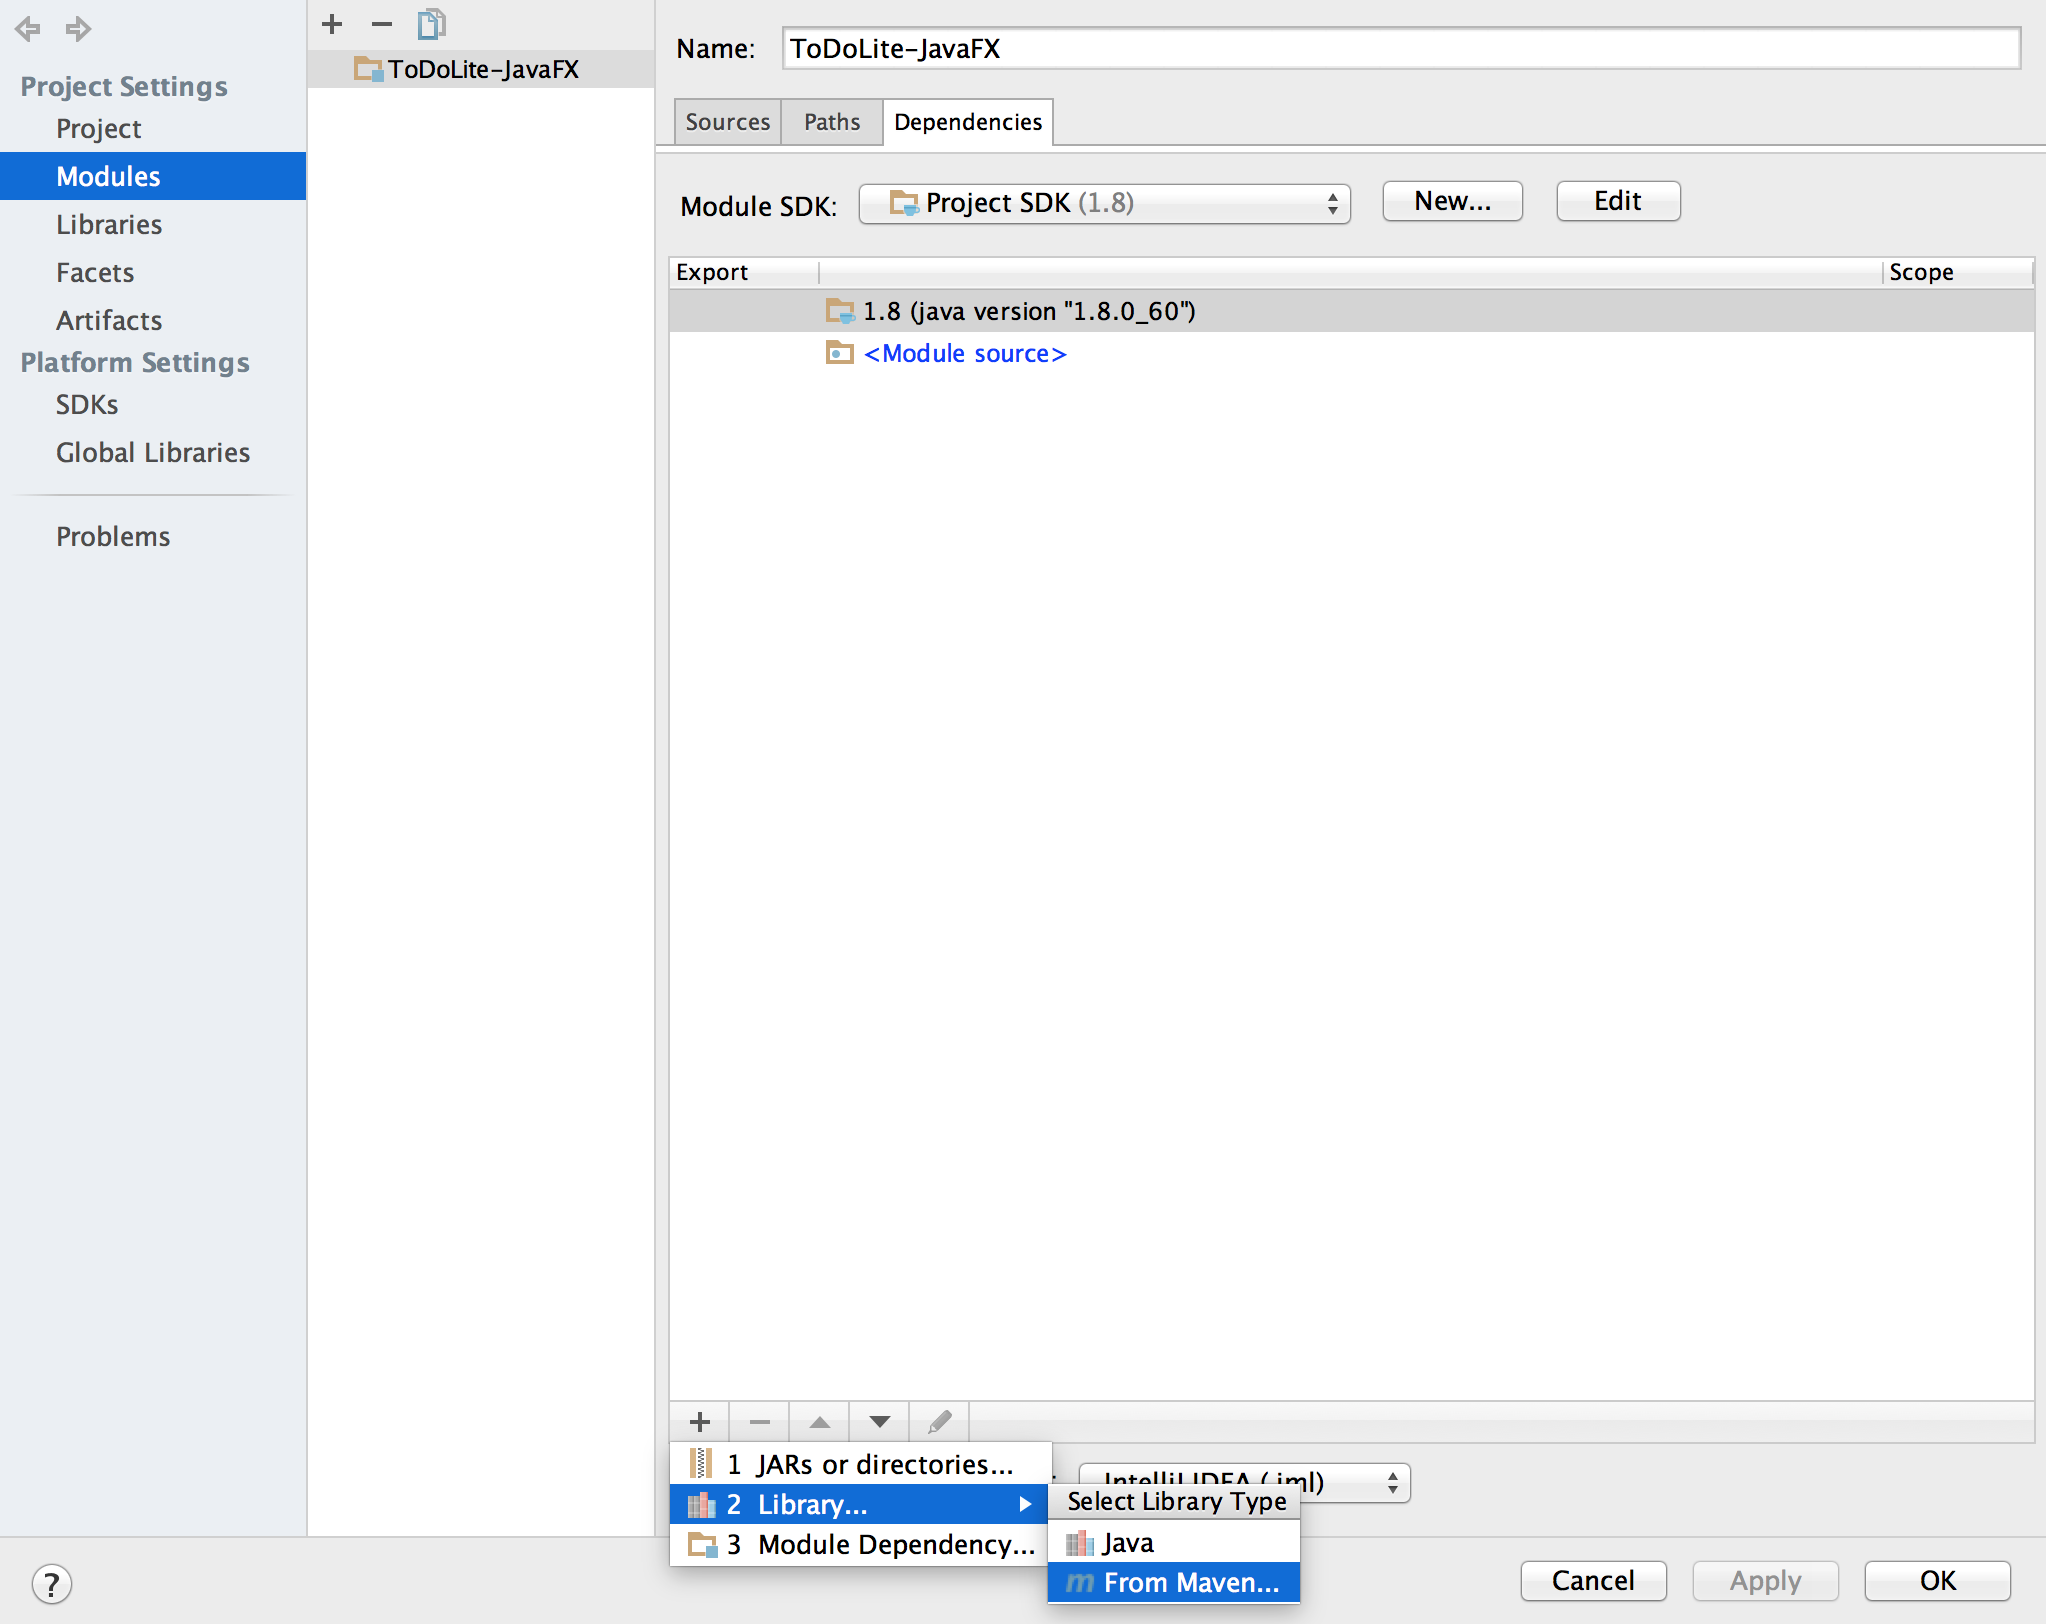 Project Settings
Project
Modules
Libraries
Facets
Artifacts
Platform Settings
SDKs
Global Libraries
Problems
ToDoLite-JavaFX
Name: ToDoLite-JavaFX
Sources Paths Dependencies
Module SDK: Project SDK (1.8) New... Edit
Export Scope
1.8 (java version "1.8.0_60")
<Module source>
1 JARs or directories...
2 Library...
3 Module Dependency...
Select Library Type
Java
From Maven...
? Cancel Apply OK